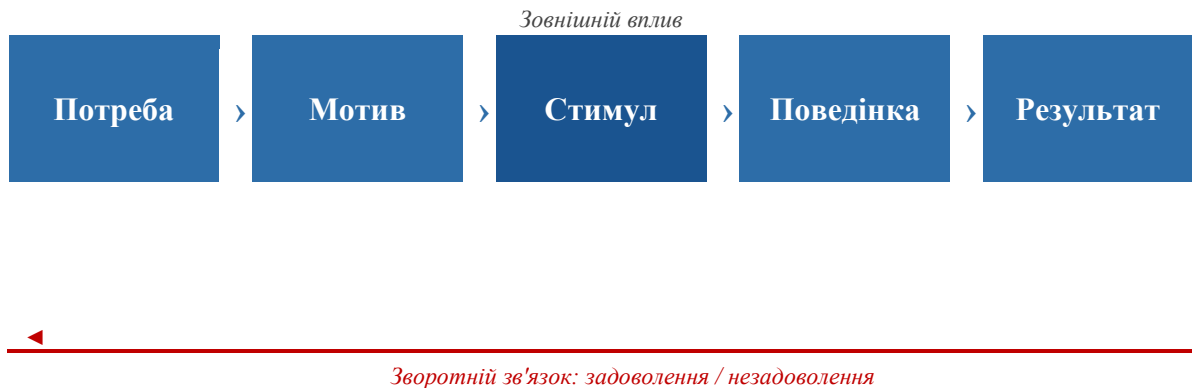 Зовнішній вплив
Потреба › Мотив › Стимул › Поведінка › Результат
Зворотній зв'язок: задоволення / незадоволення